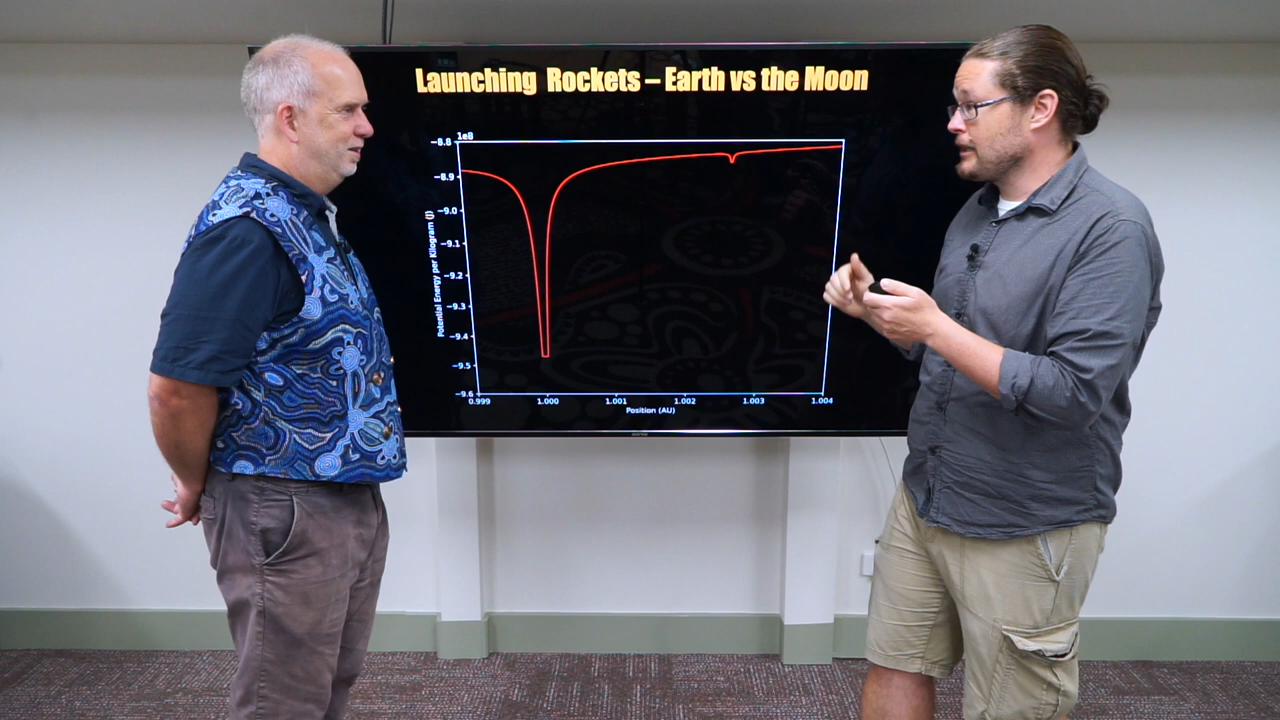 Launching Rockets – Earth vs the Moon
1e8
−8.8
−8.9
−9.0
−9.1
−9.2
−9.3
−9.4
−9.5
−9.6
Potential Energy per Kilogram (J)
0.999 1.000 1.001 1.002 1.003 1.004
Position (AU)